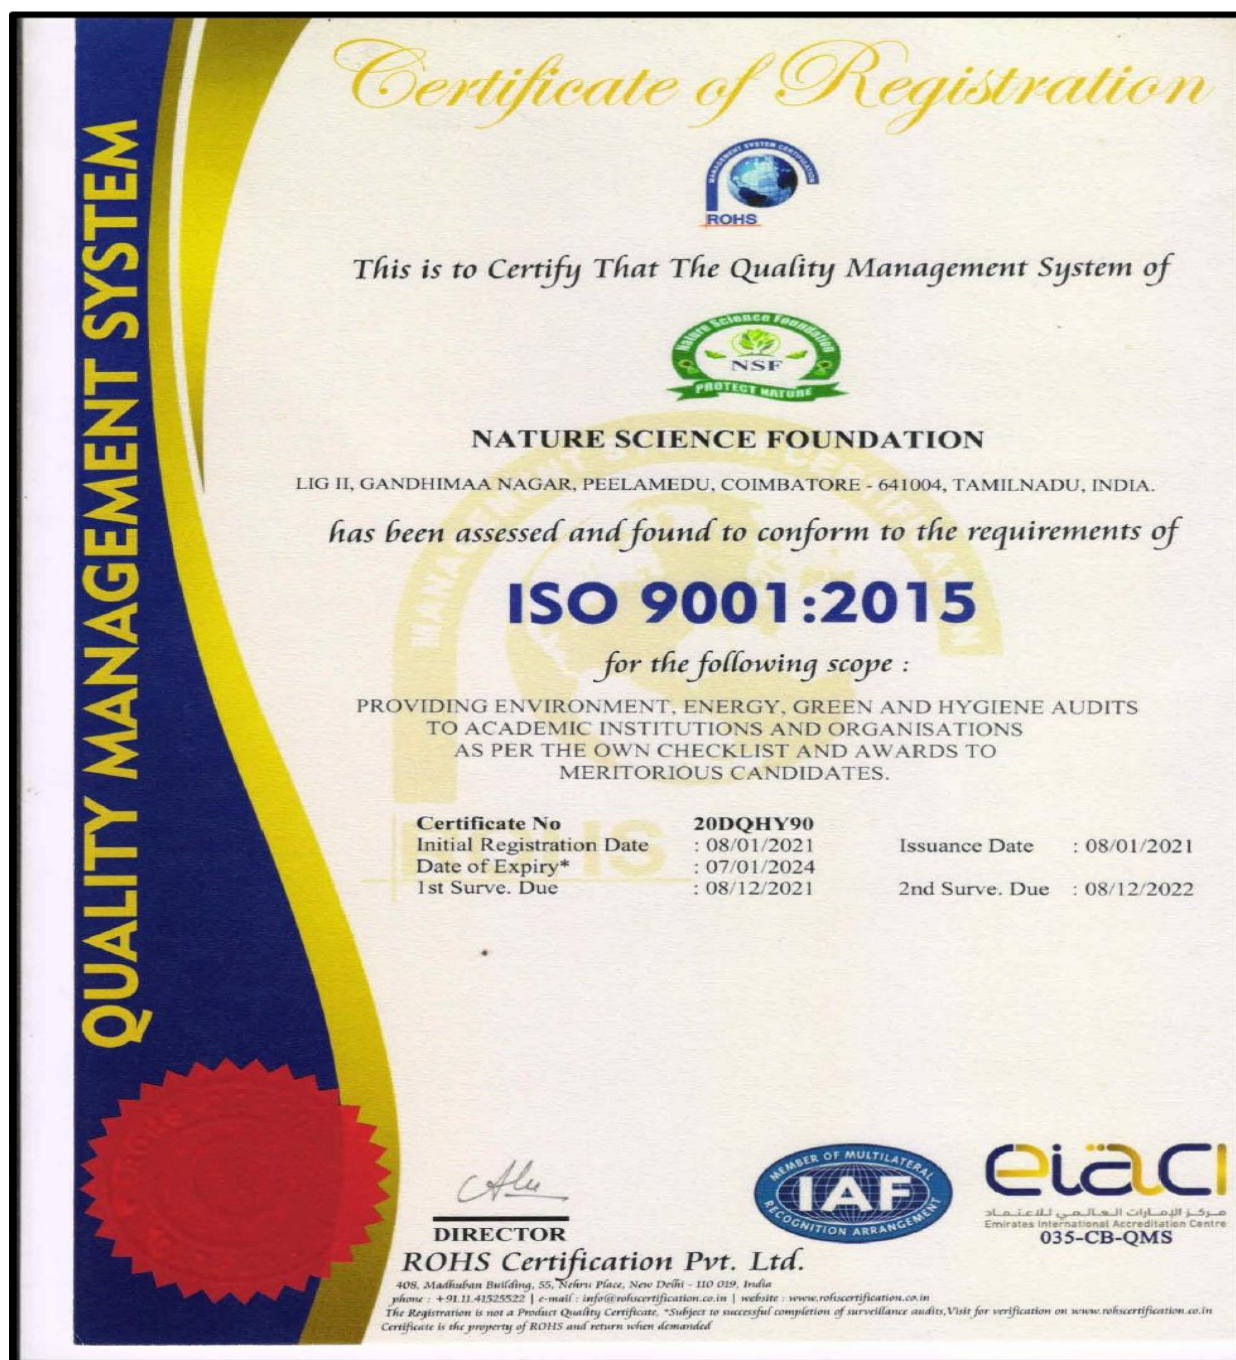 QUALITY MANAGEMENT SYSTEM
Certificate of Registration
MANAGEMENT SYSTEM CERTIFICATION
ROHS
This is to Certify That The Quality Management System of
Nature Science Foundation
NSF
PROTECT NATURE
NATURE SCIENCE FOUNDATION
LIG II, GANDHIMAA NAGAR, PEELAMEDU, COIMBATORE - 641004, TAMILNADU, INDIA.
has been assessed and found to conform to the requirements of
ISO 9001:2015
for the following scope :
PROVIDING ENVIRONMENT, ENERGY, GREEN AND HYGIENE AUDITS
TO ACADEMIC INSTITUTIONS AND ORGANISATIONS
AS PER THE OWN CHECKLIST AND AWARDS TO
MERITORIOUS CANDIDATES.
Certificate No 20DQHY90
Initial Registration Date : 08/01/2021 Issuance Date : 08/01/2021
Date of Expiry* : 07/01/2024
1st Surve. Due : 08/12/2021 2nd Surve. Due : 08/12/2022
MEMBER OF MULTILATERAL
IAF
RECOGNITION ARRANGEMENT
eiaci
مركز الإمارات العالمي للاعتماد
Emirates International Accreditation Centre
035-CB-QMS
DIRECTOR
ROHS Certification Pvt. Ltd.
408, Madhuban Building, 55, Nehru Place, New Delhi - 110 019, India
phone : +91.11.41525522 | e-mail : info@rohscertification.co.in | website : www.rohscertification.co.in
The Registration is not a Product Quality Certificate, *Subject to successful completion of surveillance audits,Visit for verification on www.rohscertification.co.in
Certificate is the property of ROHS and return when demanded